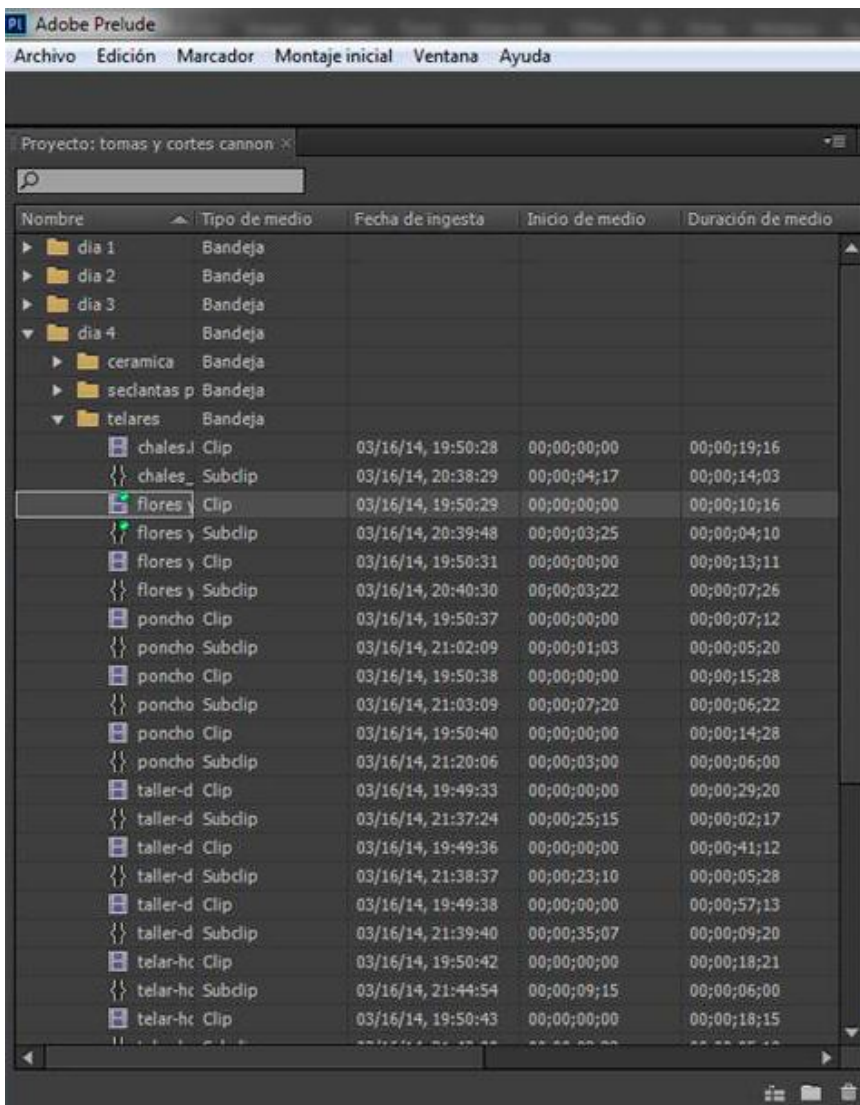 Pl Adobe Prelude
Archivo Edición Marcador Montaje inicial Ventana Ayuda
Proyecto: tomas y cortes cannon ×
Nombre Tipo de medio Fecha de ingesta Inicio de medio Duración de medio
dia 1 Bandeja
dia 2 Bandeja
dia 3 Bandeja
dia 4 Bandeja
ceramica Bandeja
seclantas p Bandeja
telares Bandeja
chales. Clip 03/16/14, 19:50:28 00;00;00;00 00;00;19;16
chales_ Subclip 03/16/14, 20:38:29 00;00;04;17 00;00;14;03
flores y Clip 03/16/14, 19:50:29 00;00;00;00 00;00;10;16
flores y Subclip 03/16/14, 20:39:48 00;00;03;25 00;00;04;10
flores y Clip 03/16/14, 19:50:31 00;00;00;00 00;00;13;11
flores y Subclip 03/16/14, 20:40:30 00;00;03;22 00;00;07;26
poncho Clip 03/16/14, 19:50:37 00;00;00;00 00;00;07;12
poncho Subclip 03/16/14, 21:02:09 00;00;01;03 00;00;05;20
poncho Clip 03/16/14, 19:50:38 00;00;00;00 00;00;15;28
poncho Subclip 03/16/14, 21:03:09 00;00;07;20 00;00;06;22
poncho Clip 03/16/14, 19:50:40 00;00;00;00 00;00;14;28
poncho Subclip 03/16/14, 21:20:06 00;00;03;00 00;00;06;00
taller-d Clip 03/16/14, 19:49:33 00;00;00;00 00;00;29;20
taller-d Subclip 03/16/14, 21:37:24 00;00;25;15 00;00;02;17
taller-d Clip 03/16/14, 19:49:36 00;00;00;00 00;00;41;12
taller-d Subclip 03/16/14, 21:38:37 00;00;23;10 00;00;05;28
taller-d Clip 03/16/14, 19:49:38 00;00;00;00 00;00;57;13
taller-d Subclip 03/16/14, 21:39:40 00;00;35;07 00;00;09;20
telar-hc Clip 03/16/14, 19:50:42 00;00;00;00 00;00;18;21
telar-hc Subclip 03/16/14, 21:44:54 00;00;09;15 00;00;06;00
telar-hc Clip 03/16/14, 19:50:43 00;00;00;00 00;00;18;15